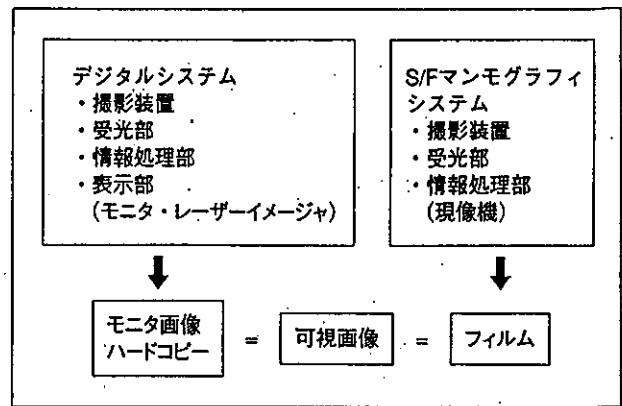 デジタルシステム
・撮影装置
・受光部
・情報処理部
・表示部
(モニタ・レーザーイメージャ)
S/Fマンモグラフィ
システム
・撮影装置
・受光部
・情報処理部
(現像機)
モニタ画像
ハードコピー
=
可視画像
=
フィルム